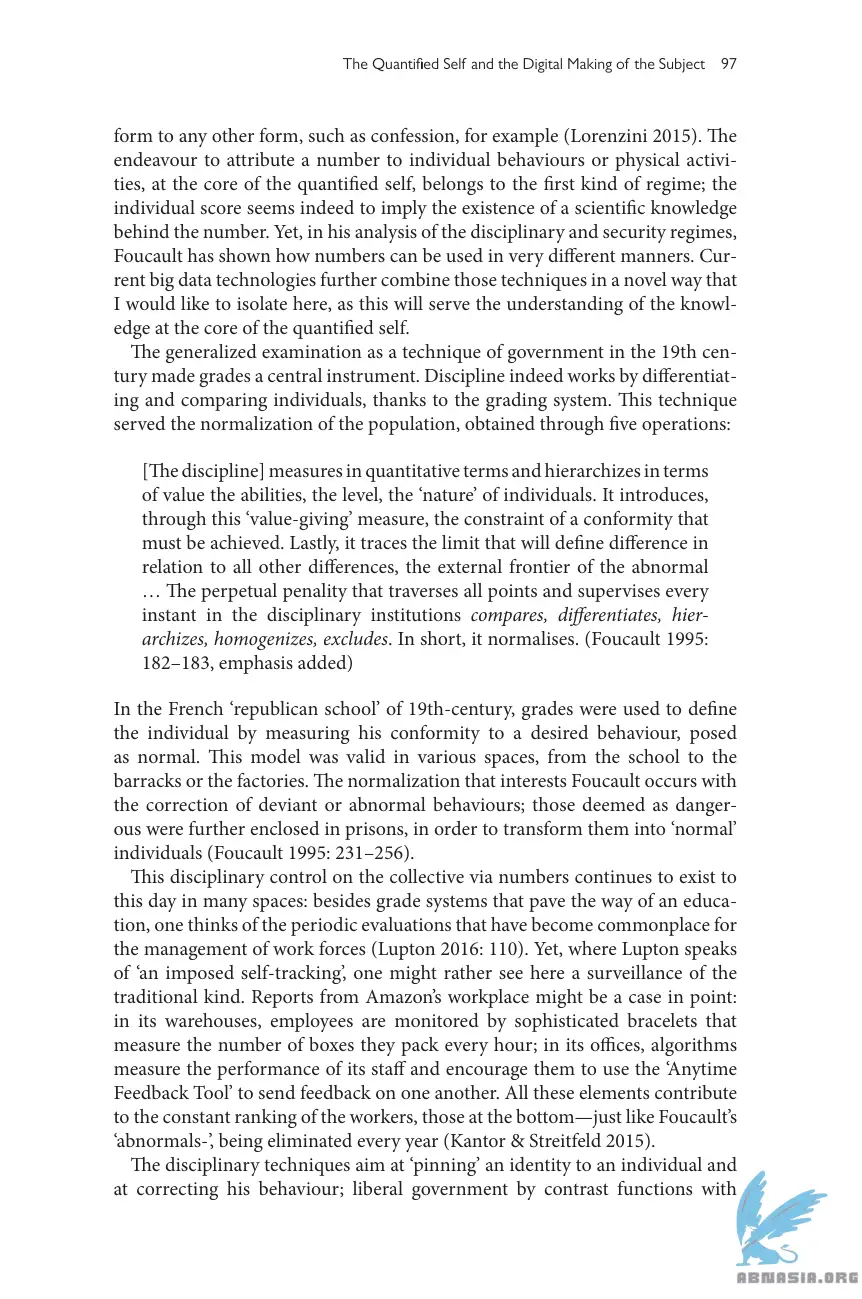 The Quantified Self and the Digital Making of the Subject 97
form to any other form, such as confession, for example (Lorenzini 2015). The
endeavour to attribute a number to individual behaviours or physical activi-
ties, at the core of the quantified self, belongs to the first kind of regime; the
individual score seems indeed to imply the existence of a scientific knowledge
behind the number. Yet, in his analysis of the disciplinary and security regimes,
Foucault has shown how numbers can be used in very different manners. Cur-
rent big data technologies further combine those techniques in a novel way that
I would like to isolate here, as this will serve the understanding of the knowl-
edge at the core of the quantified self.
The generalized examination as a technique of government in the 19th cen-
tury made grades a central instrument. Discipline indeed works by differentiat-
ing and comparing individuals, thanks to the grading system. This technique
served the normalization of the population, obtained through five operations:
[The discipline] measures in quantitative terms and hierarchizes in terms
of value the abilities, the level, the ‘nature’ of individuals. It introduces,
through this ‘value-giving’ measure, the constraint of a conformity that
must be achieved. Lastly, it traces the limit that will define difference in
relation to all other differences, the external frontier of the abnormal
… The perpetual penality that traverses all points and supervises every
instant in the disciplinary institutions compares, differentiates, hier-
archizes, homogenizes, excludes. In short, it normalises. (Foucault 1995:
182–183, emphasis added)
In the French ‘republican school’ of 19th-century, grades were used to define
the individual by measuring his conformity to a desired behaviour, posed
as normal. This model was valid in various spaces, from the school to the
barracks or the factories. The normalization that interests Foucault occurs with
the correction of deviant or abnormal behaviours; those deemed as danger-
ous were further enclosed in prisons, in order to transform them into ‘normal’
individuals (Foucault 1995: 231–256).
This disciplinary control on the collective via numbers continues to exist to
this day in many spaces: besides grade systems that pave the way of an educa-
tion, one thinks of the periodic evaluations that have become commonplace for
the management of work forces (Lupton 2016: 110). Yet, where Lupton speaks
of ‘an imposed self-tracking’, one might rather see here a surveillance of the
traditional kind. Reports from Amazon’s workplace might be a case in point:
in its warehouses, employees are monitored by sophisticated bracelets that
measure the number of boxes they pack every hour; in its offices, algorithms
measure the performance of its staff and encourage them to use the ‘Anytime
Feedback Tool’ to send feedback on one another. All these elements contribute
to the constant ranking of the workers, those at the bottom—just like Foucault’s
‘abnormals-’, being eliminated every year (Kantor & Streitfeld 2015).
The disciplinary techniques aim at ‘pinning’ an identity to an individual and
at correcting his behaviour; liberal government by contrast functions with
ABNASIA.ORG